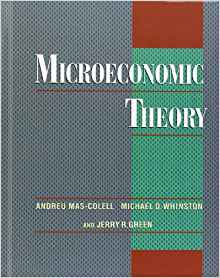 MICROECONOMIC
THEORY
ANDREU MAS-COLELL MICHAEL D. WHINSTON
AND JERRY R. GREEN